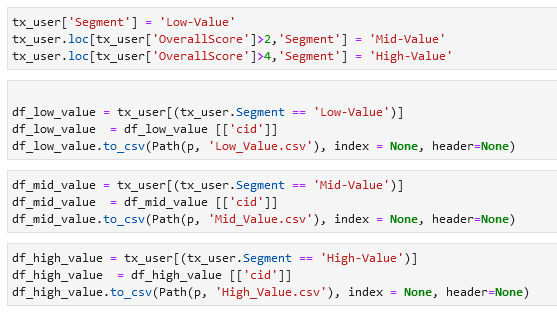 tx_user['Segment'] = 'Low-Value'
tx_user.loc[tx_user['OverallScore']>2,'Segment'] = 'Mid-Value'
tx_user.loc[tx_user['OverallScore']>4,'Segment'] = 'High-Value'
df_low_value = tx_user[(tx_user.Segment == 'Low-Value')]
df_low_value  = df_low_value [['cid']]
df_low_value.to_csv(Path(p, 'Low_Value.csv'), index = None, header=None)
df_mid_value = tx_user[(tx_user.Segment == 'Mid-Value')]
df_mid_value  = df_mid_value [['cid']]
df_mid_value.to_csv(Path(p, 'Mid_Value.csv'), index = None, header=None)
df_high_value = tx_user[(tx_user.Segment == 'High-Value')]
df_high_value  = df_high_value [['cid']]
df_high_value.to_csv(Path(p, 'High_Value.csv'), index = None, header=None)